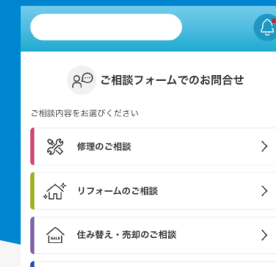 ご相談フォームでのお問合せ
ご相談内容をお選びください
修理のご相談
リフォームのご相談
SALE
住み替え・売却のご相談